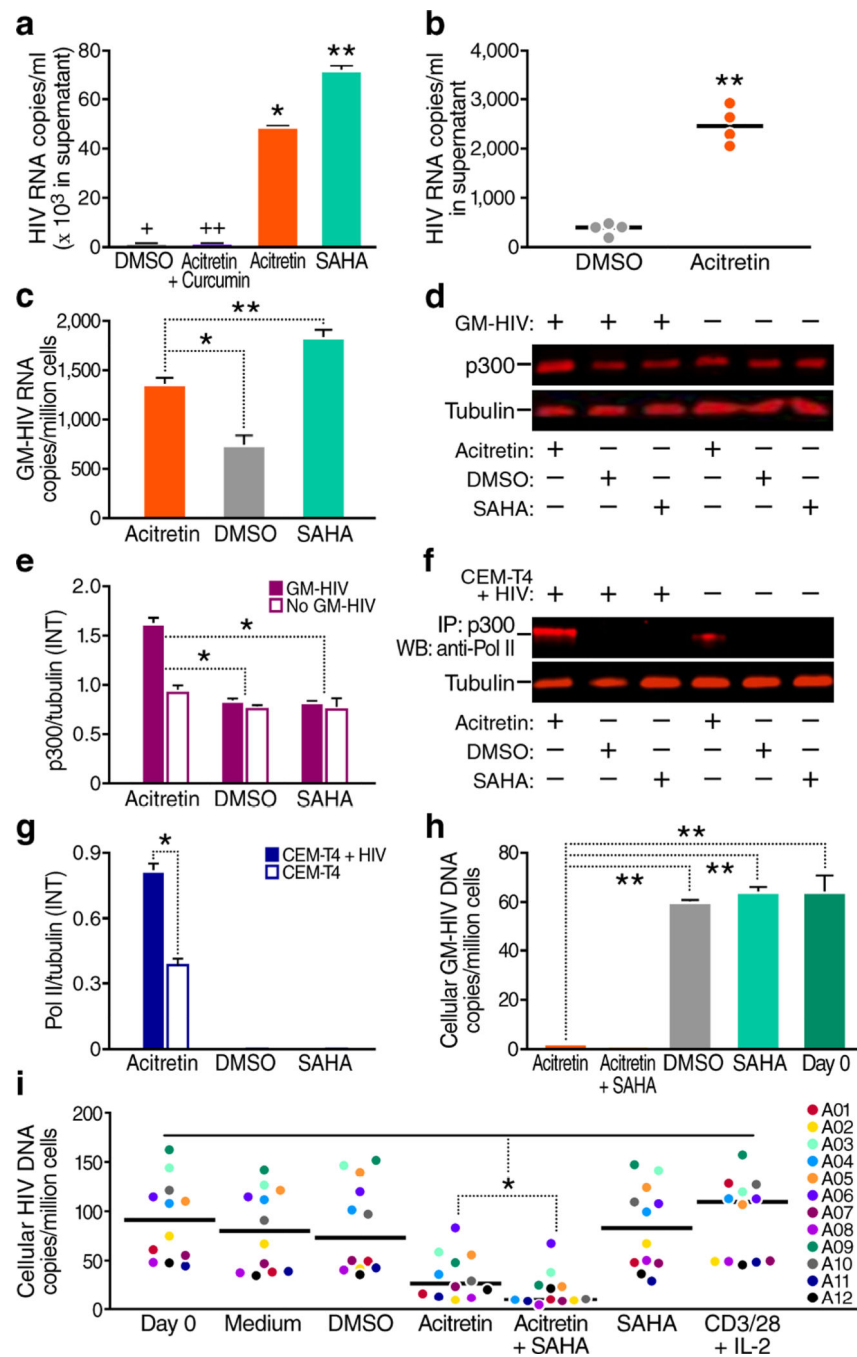 a
HIV RNA copies/ml
(x 10³ in supernatant)
80
60
40
20
0
+
++
*
**
DMSO
Acitretin
+ Curcumin
Acitretin
SAHA
b
HIV RNA copies/ml
in supernatant
4,000
3,000
2,000
1,000
0
**
DMSO
Acitretin
c
GM-HIV RNA
copies/million cells
2,000
1,500
1,000
500
0
**
*
Acitretin
DMSO
SAHA
d
GM-HIV: + + + − − −
p300
Tubulin
Acitretin: + − − + − −
DMSO: − + − − + −
SAHA: − − + − − +
e
p300/tubulin (INT)
2.0
1.5
1.0
0.5
0
GM-HIV
No GM-HIV
*
*
Acitretin
DMSO
SAHA
f
CEM-T4
+ HIV: + + + − − −
IP: p300
WB: anti-Pol II
Tubulin
Acitretin: + − − + − −
DMSO: − + − − + −
SAHA: − − + − − +
g
Pol II/tubulin (INT)
0.9
0.6
0.3
0
*
CEM-T4 + HIV
CEM-T4
Acitretin
DMSO
SAHA
h
Cellular GM-HIV DNA
copies/million cells
80
60
40
20
0
**
**
**
Acitretin
Acitretin
+ SAHA
DMSO
SAHA
Day 0
i
Cellular HIV DNA
copies/million cells
200
150
100
50
0
*
Day 0
Medium
DMSO
Acitretin
Acitretin
+ SAHA
SAHA
CD3/28
+ IL-2
A01
A02
A03
A04
A05
A06
A07
A08
A09
A10
A11
A12